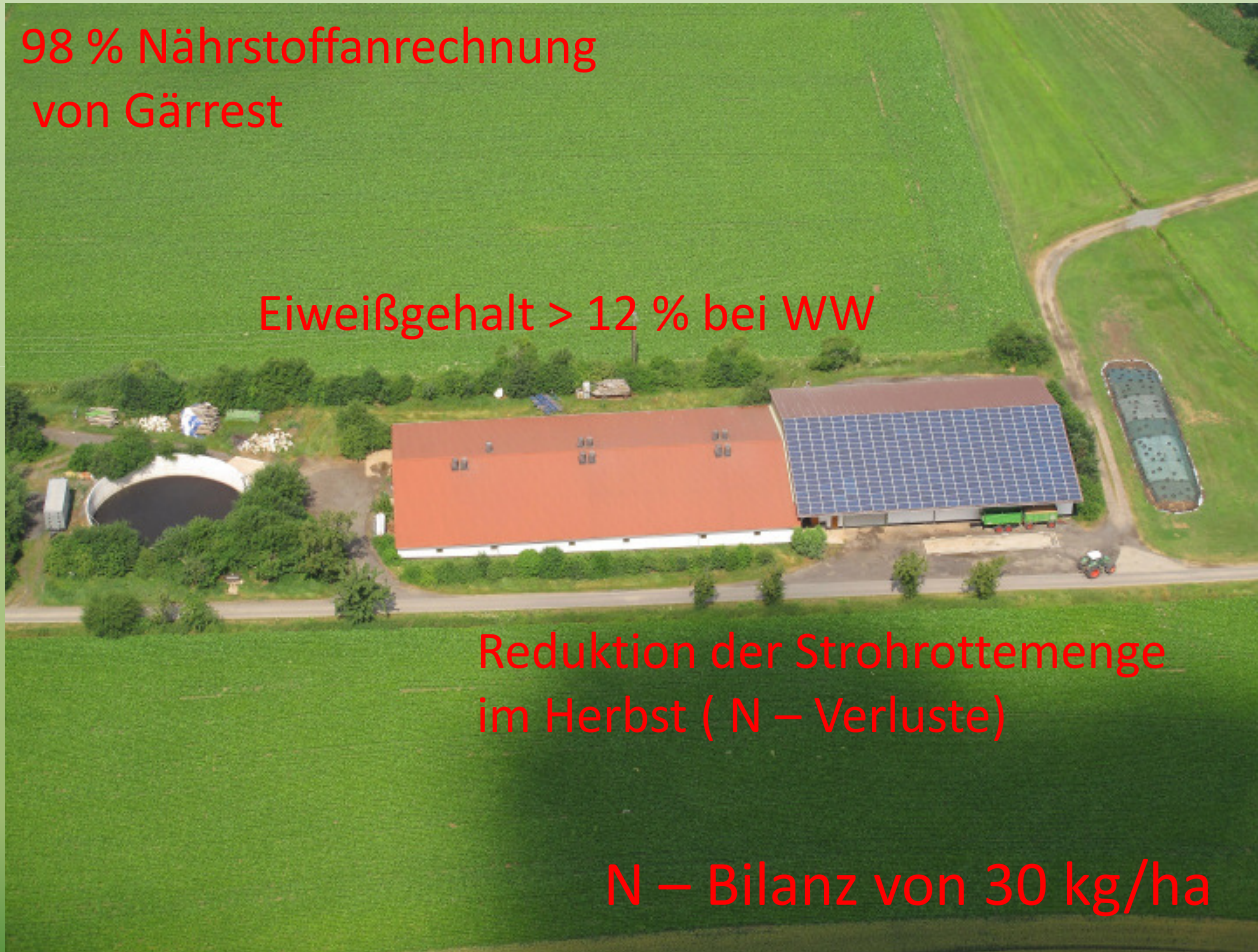 98 % Nährstoffanrechnung
von Gärrest
Eiweißgehalt > 12 % bei WW
Reduktion der Strohrottemenge
im Herbst ( N – Verluste)
N – Bilanz von 30 kg/ha